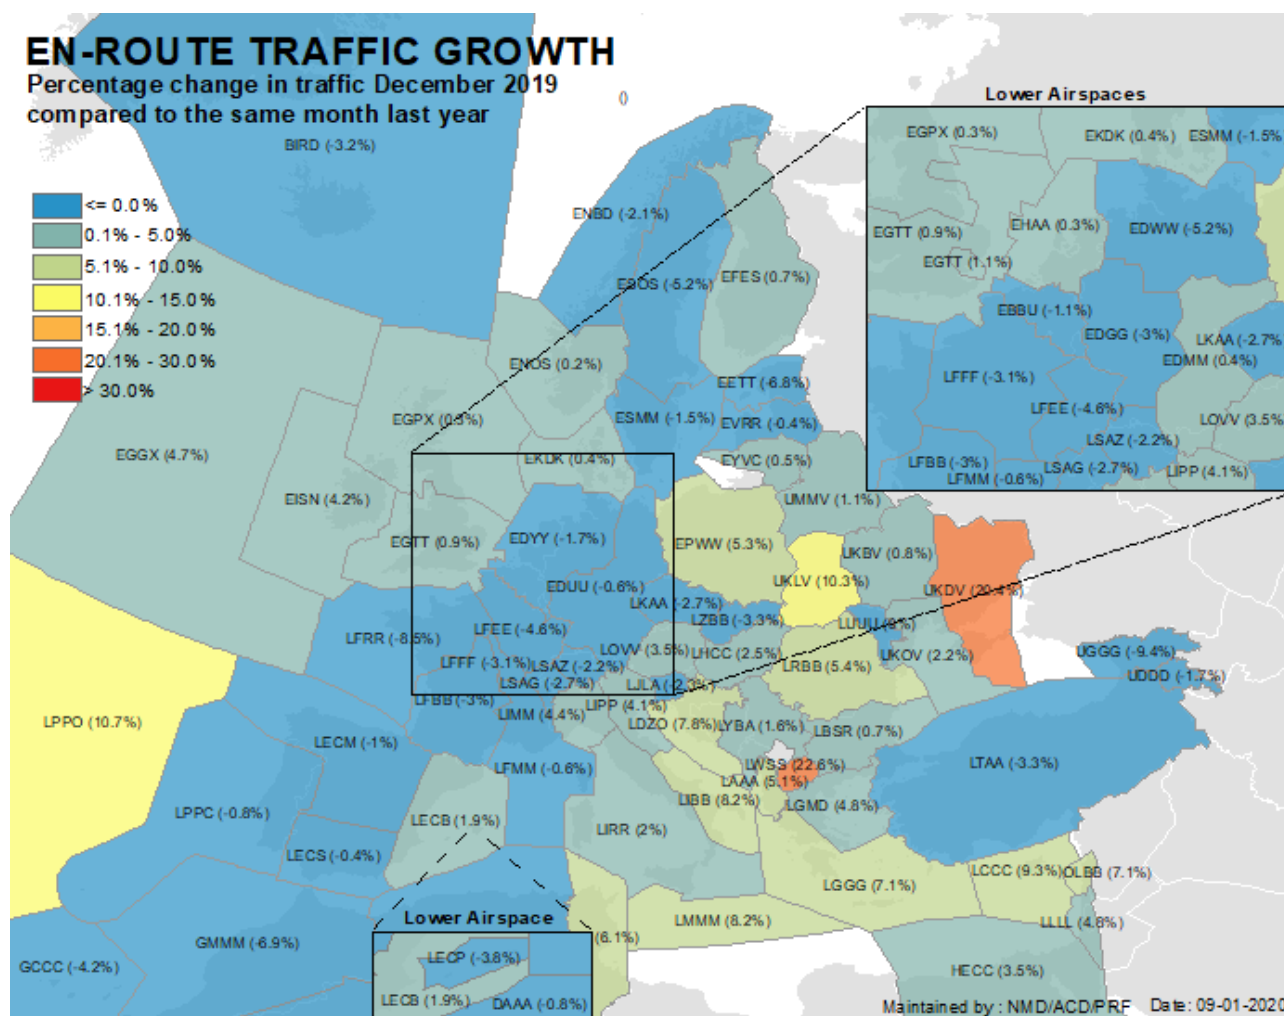 EN-ROUTE TRAFFIC GROWTH
Percentage change in traffic December 2019
compared to the same month last year
()
<= 0.0%
0.1% - 5.0%
5.1% - 10.0%
10.1% - 15.0%
15.1% - 20.0%
20.1% - 30.0%
> 30.0%
Lower Airspaces
EGPX (0.3%)
EKDK (0.4%)
ESMM (-1.5%
EGTT (0.9%)
EHAA (0.3%)
EDWW (-5.2%)
EGTT (1.1%)
EBBU (-1.1%)
EDGG (-3%)
LKAA (-2.7%
EDMM (0.4%)
LFFF (-3.1%)
LFEE (-4.6%)
LOVV (3.5%
LSAZ (-2.2%)
LFBB (-3%)
LSAG (-2.7%)
LIPP (4.1%)
LFMM (-0.6%)
BIRD (-3.2%)
ENBD (-2.1%)
ESOS (-5.2%)
EFES (0.7%)
ENOS (0.2%)
EETT (-6.8%)
EGPX (0.3%)
ESMM (-1.5%)
EVRR (-0.4%)
EGGX (4.7%)
EKDK (0.4%)
EYVC (0.5%)
EISN (4.2%)
UMMV (1.1%)
EGTT (0.9%)
EDYY (-1.7%)
EPWW (5.3%)
UKBV (0.8%)
EDUU (-0.6%)
UKLV (10.3%)
UKDV (20.4%)
LKAA (-2.7%)
LZBB (-3.3%)
LFRR (-8.5%)
LFEE (-4.6%)
LOVV (3.5%)
LHCC (2.5%)
UKOV (2.2%)
UGGG (-9.4%)
LFFF (-3.1%)
LSAZ (-2.2%)
LRBB (5.4%)
UDDD (-1.7%)
LSAG (-2.7%)
LJLA (-2.3%)
LFBB (-3%)
LIPP (4.1%)
LPPO (10.7%)
LIMM (4.4%)
LDZO (7.8%)
LYBA (1.6%)
LBSR (0.7%)
LECM (-1%)
LFMM (-0.6%)
LWSS (22.6%)
LTAA (-3.3%)
LAAA (5.1%)
LPPC (-0.8%)
LECB (1.9%)
LIBB (8.2%)
LGMD (4.8%)
LIRR (2%)
LECS (-0.4%)
LCCC (9.3%)
OLBB (7.1%)
LGGG (7.1%)
LMMM (8.2%)
LLLL (4.8%)
Lower Airspace
(6.1%)
GMMM (-6.9%)
LECP (-3.8%)
GCCC (-4.2%)
HECC (3.5%)
LECB (1.9%)
DAAA (-0.8%)
Maintained by : NMD/ACD/PRF Date: 09-01-2020